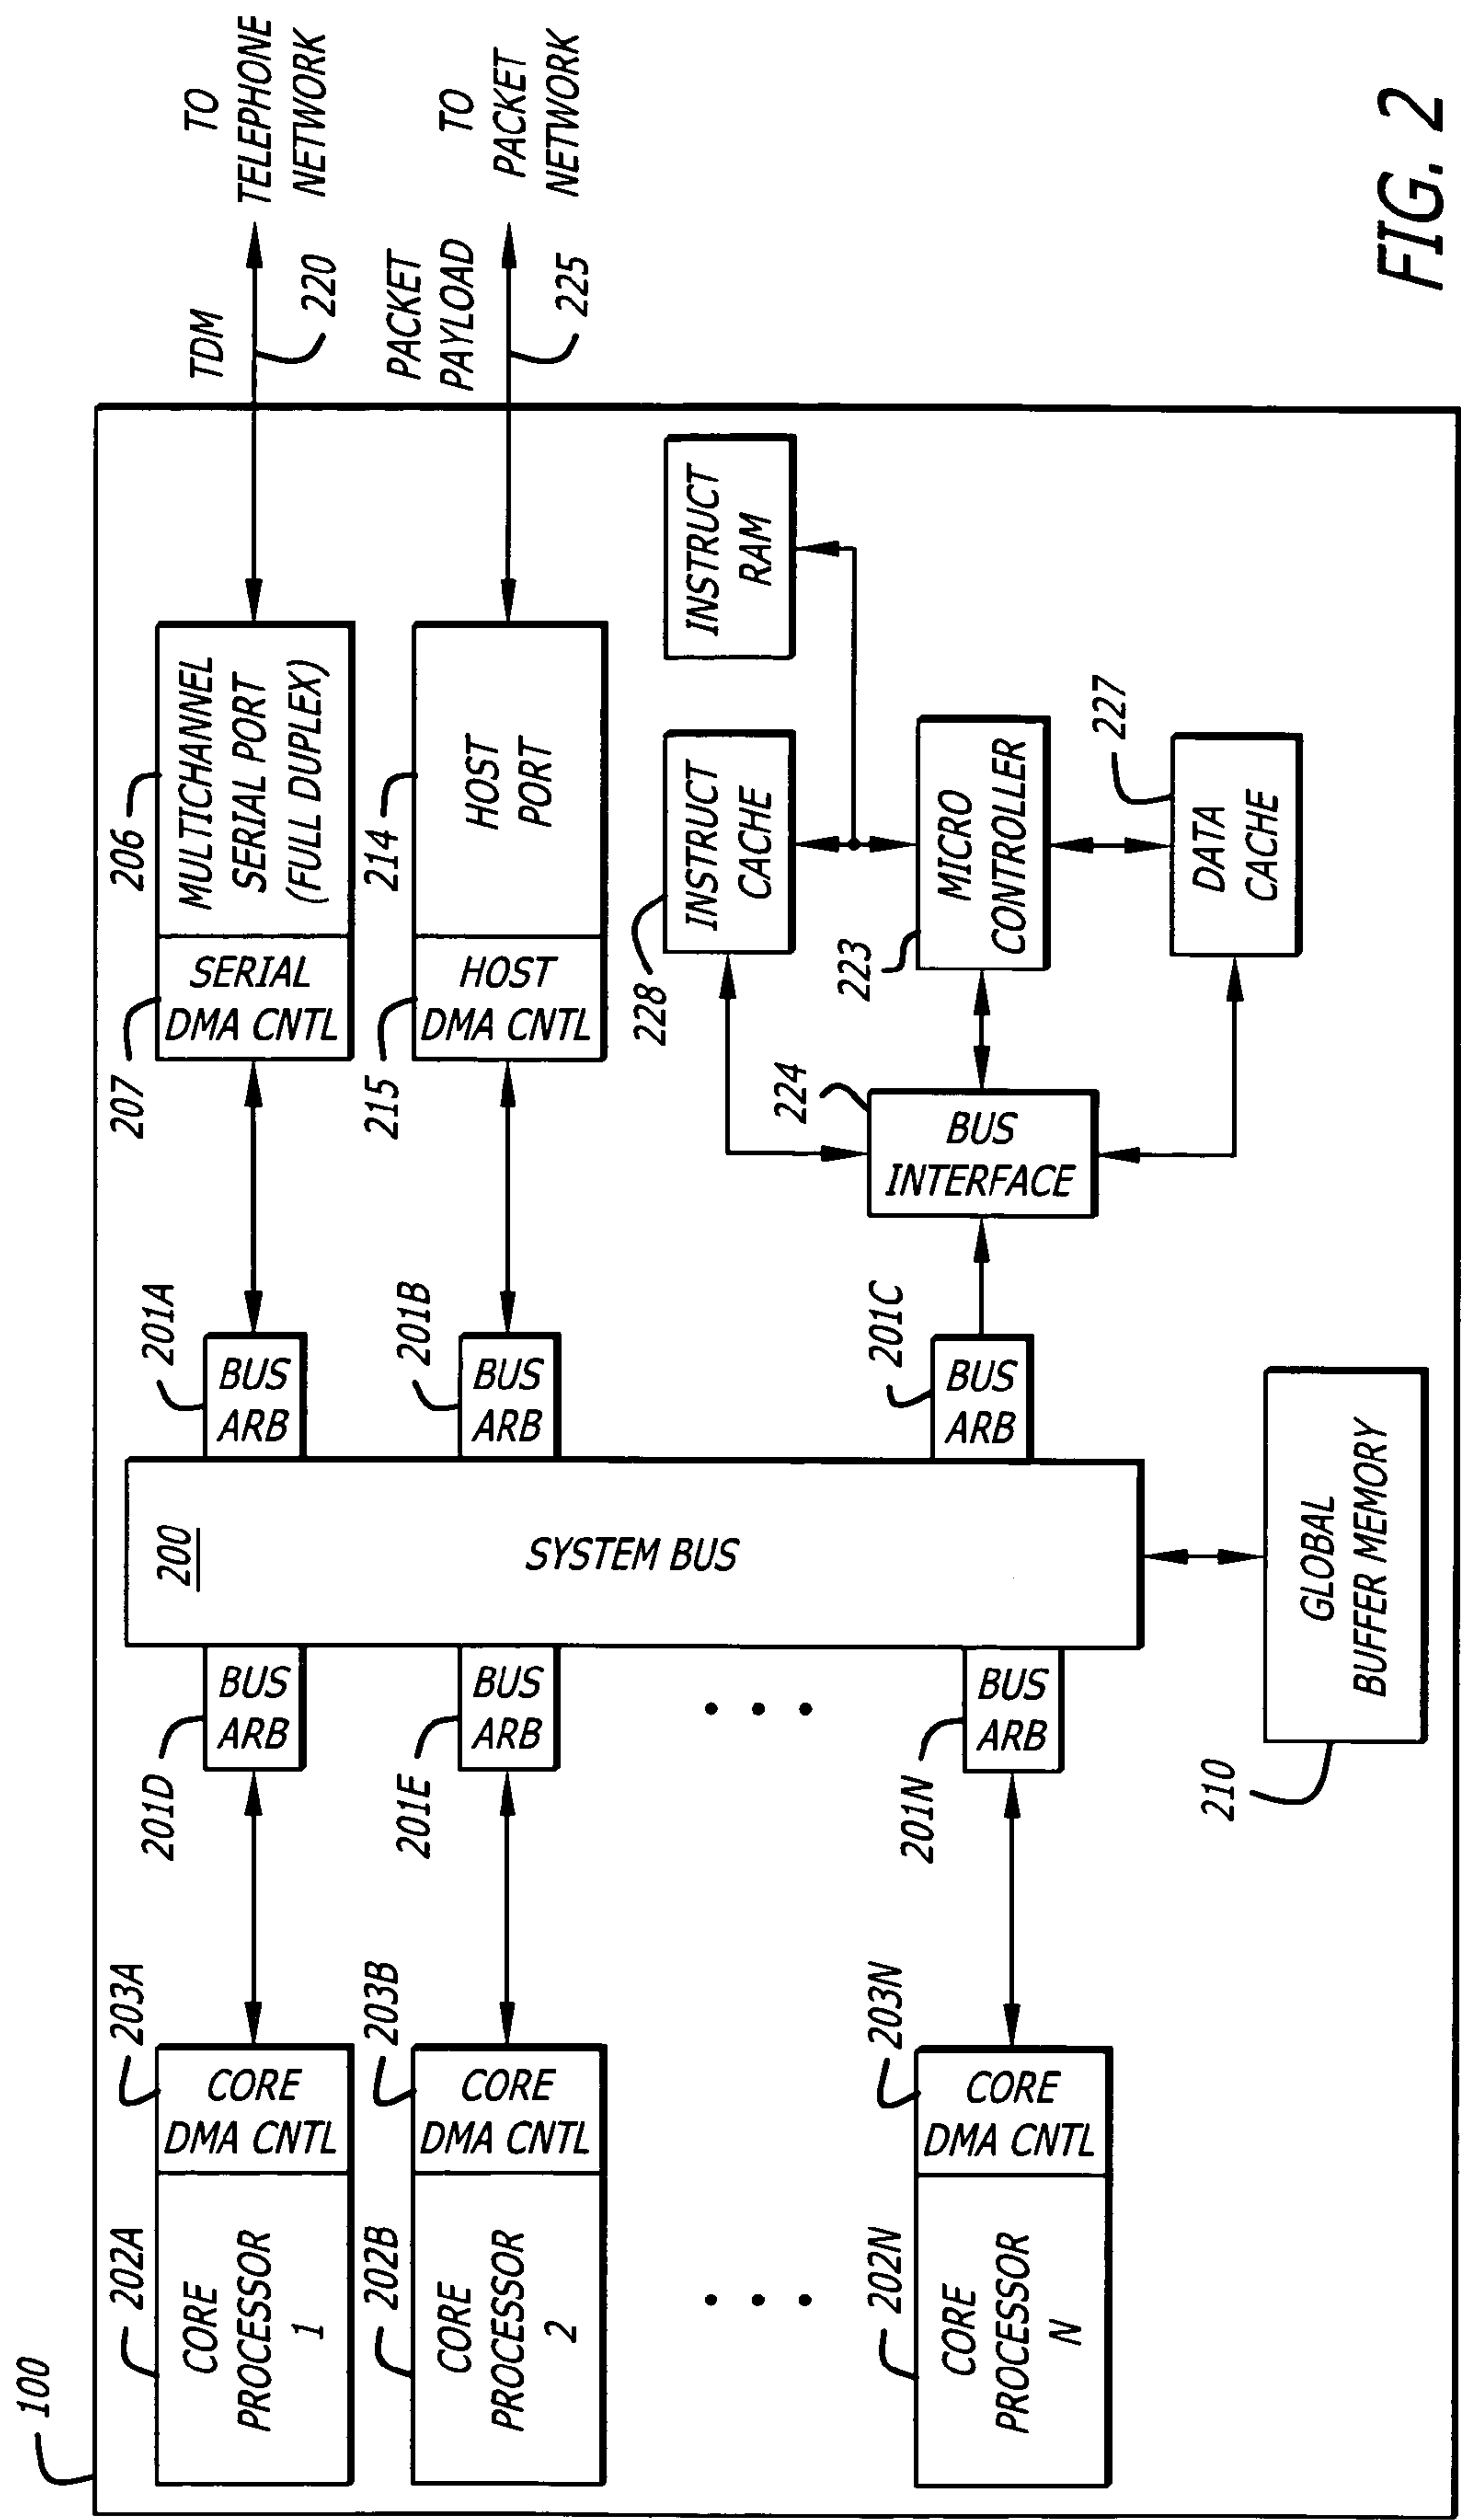 100
202A
CORE
PROCESSOR
1
203A
CORE
DMA CNTL
201D
BUS
ARB
202B
CORE
PROCESSOR
2
203B
CORE
DMA CNTL
201E
BUS
ARB
202N
CORE
PROCESSOR
N
203N
CORE
DMA CNTL
201N
BUS
ARB
200
SYSTEM BUS
210
GLOBAL
BUFFER MEMORY
201A
BUS
ARB
207
SERIAL
DMA CNTL
206
MULTICHANNEL
SERIAL PORT
(FULL DUPLEX)
TDM
220
TO
TELEPHONE
NETWORK
201B
BUS
ARB
215
HOST
DMA CNTL
214
HOST
PORT
PACKET
PAYLOAD
225
TO
PACKET
NETWORK
201C
BUS
ARB
224
BUS
INTERFACE
228
INSTRUCT
CACHE
INSTRUCT
RAM
223
MICRO
CONTROLLER
227
DATA
CACHE
FIG. 2